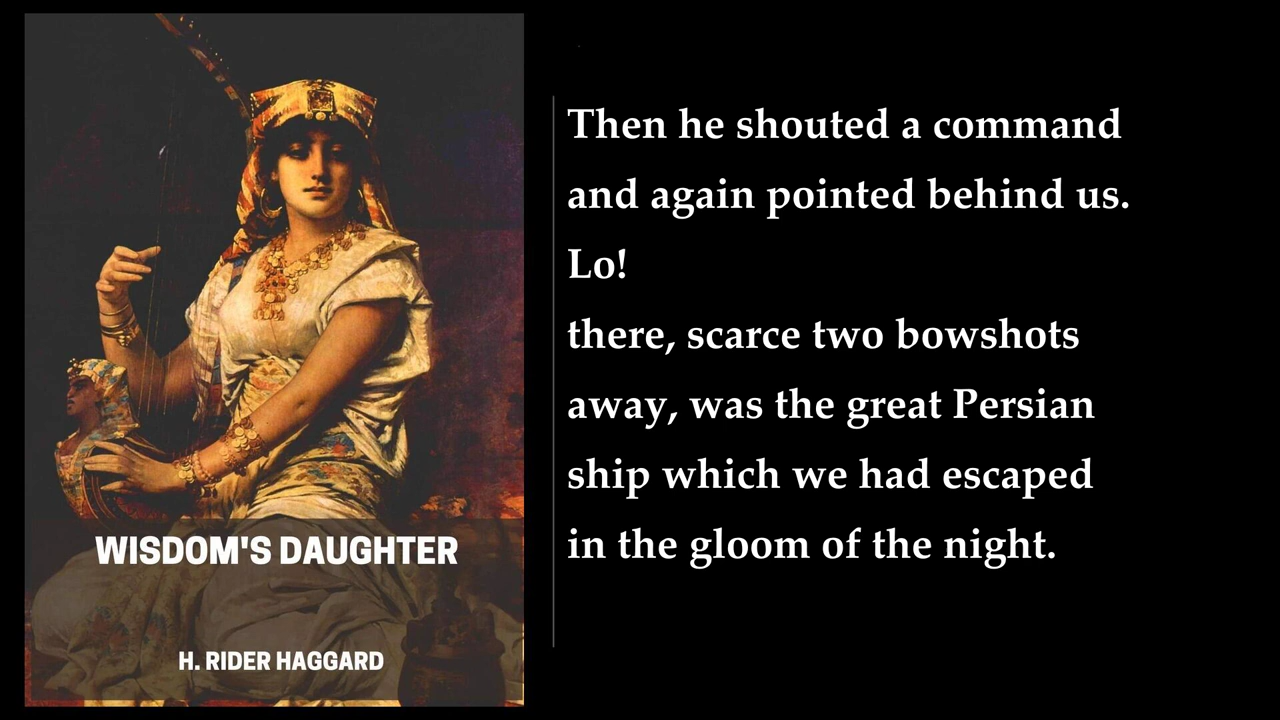 WISDOM'S DAUGHTER
H. RIDER HAGGARD
Then he shouted a command
and again pointed behind us.
Lo!
there, scarce two bowshots
away, was the great Persian
ship which we had escaped
in the gloom of the night.